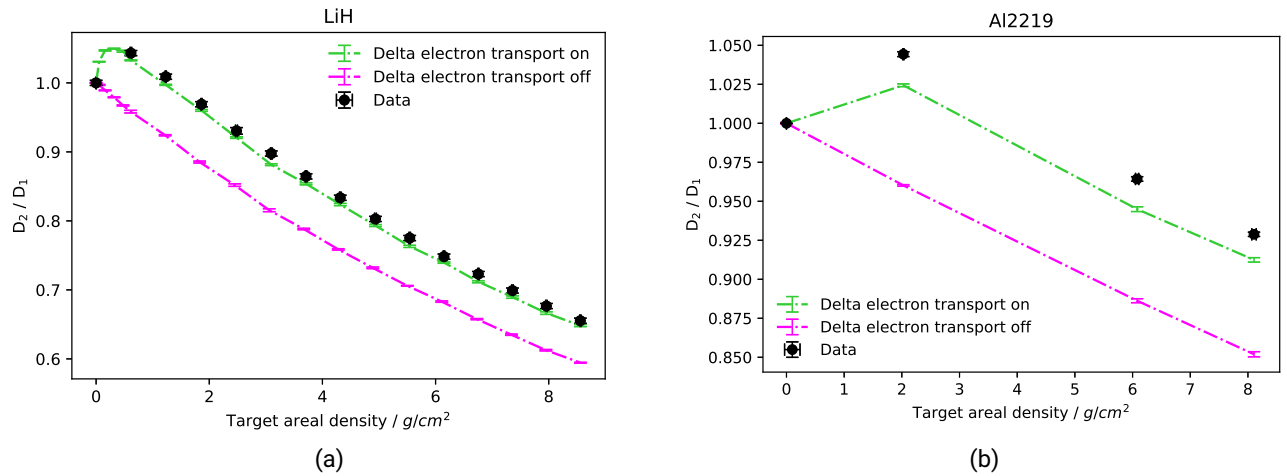 LiH
D2 / D1
1.0
0.9
0.8
0.7
0.6
Delta electron transport on
Delta electron transport off
Data
0 2 4 6 8
Target areal density / g/cm²
(a)
Al2219
D2 / D1
1.050
1.025
1.000
0.975
0.950
0.925
0.900
0.875
0.850
Delta electron transport on
Delta electron transport off
Data
0 1 2 3 4 5 6 7 8
Target areal density / g/cm²
(b)